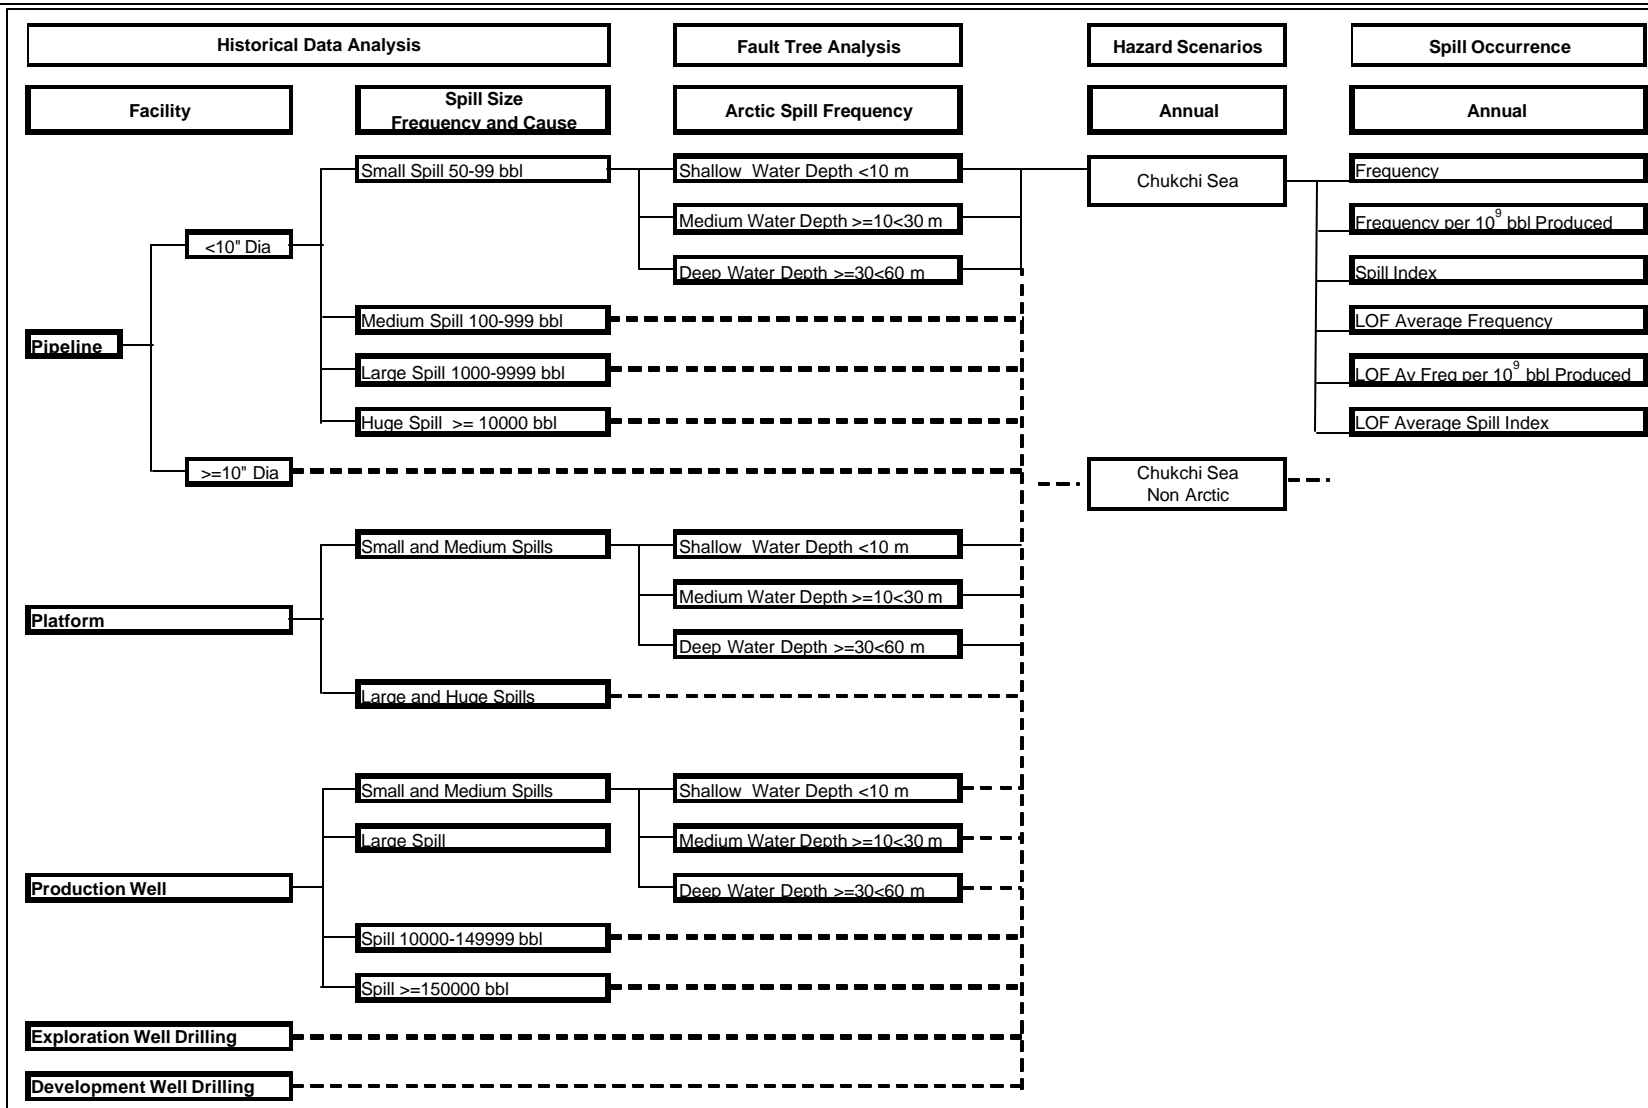 Historical Data Analysis
Fault Tree Analysis
Hazard Scenarios
Spill Occurrence
Facility
Spill Size
Frequency and Cause
Arctic Spill Frequency
Annual
Annual
Small Spill 50-99 bbl
Shallow Water Depth <10 m
Chukchi Sea
Frequency
Medium Water Depth >=10<30 m
Frequency per 10⁹ bbl Produced
<10" Dia
Deep Water Depth >=30<60 m
Spill Index
Medium Spill 100-999 bbl
LOF Average Frequency
Pipeline
Large Spill 1000-9999 bbl
LOF Av Freq per 10⁹ bbl Produced
Huge Spill >= 10000 bbl
LOF Average Spill Index
>=10" Dia
Chukchi Sea
Non Arctic
Small and Medium Spills
Shallow Water Depth <10 m
Medium Water Depth >=10<30 m
Platform
Deep Water Depth >=30<60 m
Large and Huge Spills
Small and Medium Spills
Shallow Water Depth <10 m
Large Spill
Medium Water Depth >=10<30 m
Production Well
Deep Water Depth >=30<60 m
Spill 10000-149999 bbl
Spill >=150000 bbl
Exploration Well Drilling
Development Well Drilling